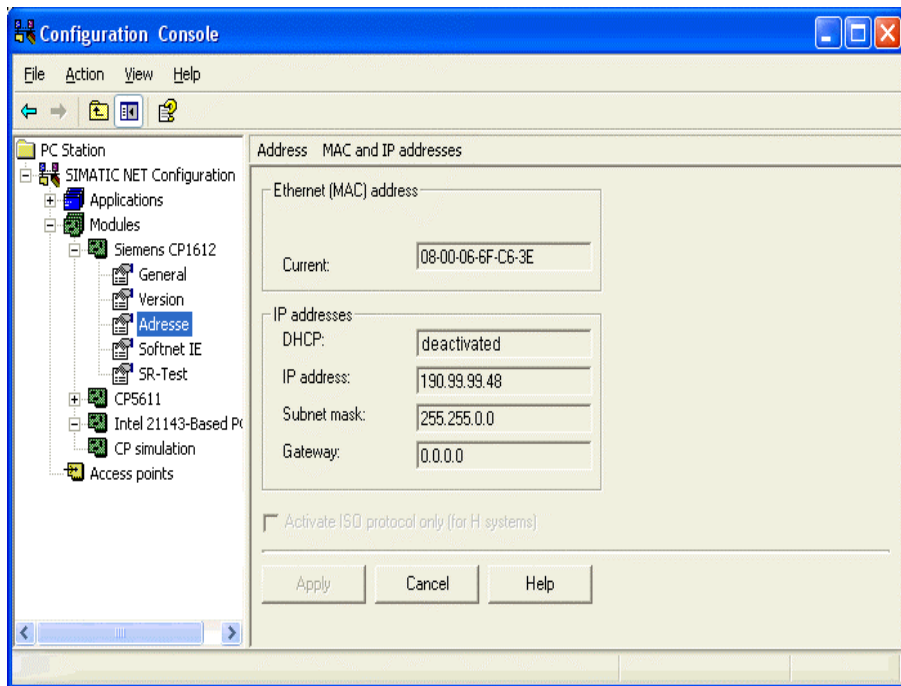 Configuration Console
File Action View Help
PC Station
SIMATIC NET Configuration
Applications
Modules
Siemens CP1612
General
Version
Adresse
Softnet IE
SR-Test
CP5611
Intel 21143-Based P(
CP simulation
Access points
Address MAC and IP addresses
Ethernet (MAC) address
Current: 08-00-06-6F-C6-3E
IP addresses
DHCP: deactivated
IP address: 190.99.99.48
Subnet mask: 255.255.0.0
Gateway: 0.0.0.0
Activate ISO protocol only (for H systems)
Apply Cancel Help